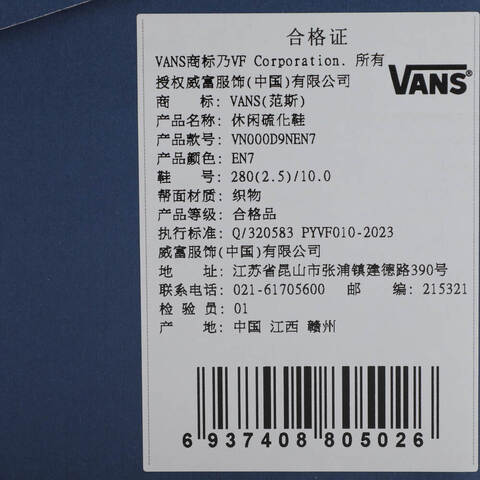 合格证
VANS商标乃VF Corporation. 所有
授权威富服饰(中国)有限公司
VANS®
商 标: VANS(范斯)
产品名称: 休闲硫化鞋
产品款号: VN000D9NEN7
产品颜色: EN7
鞋 号: 280(2.5)/10.0
帮面材质: 织物
产品等级: 合格品
执行标准: Q/320583 PYVF010-2023
威富服饰(中国)有限公司
地 址: 江苏省昆山市张浦镇建德路390号
联系电话: 021-61705600 邮 编: 215321
检 验 员: 01
产 地: 中国 江西 赣州
6 937408 805026